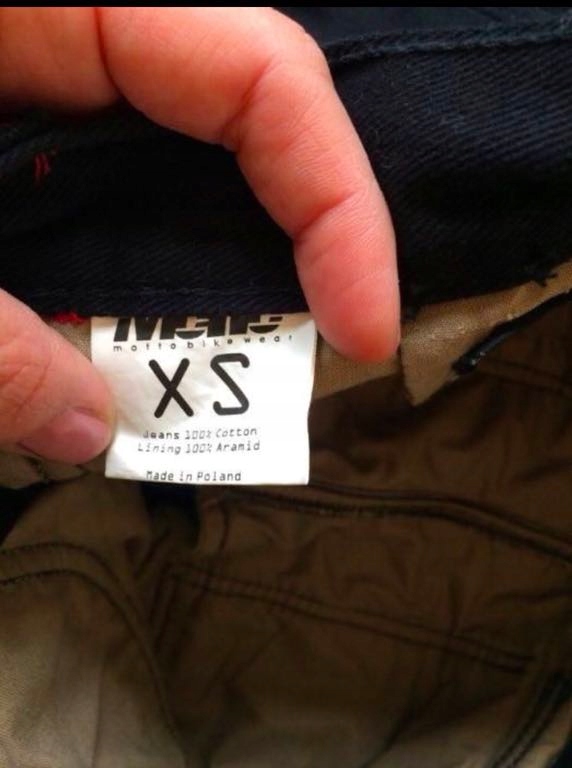 mottobikewear
XS
Jeans 100% Cotton
Lining 100% Aramid
Made in Poland